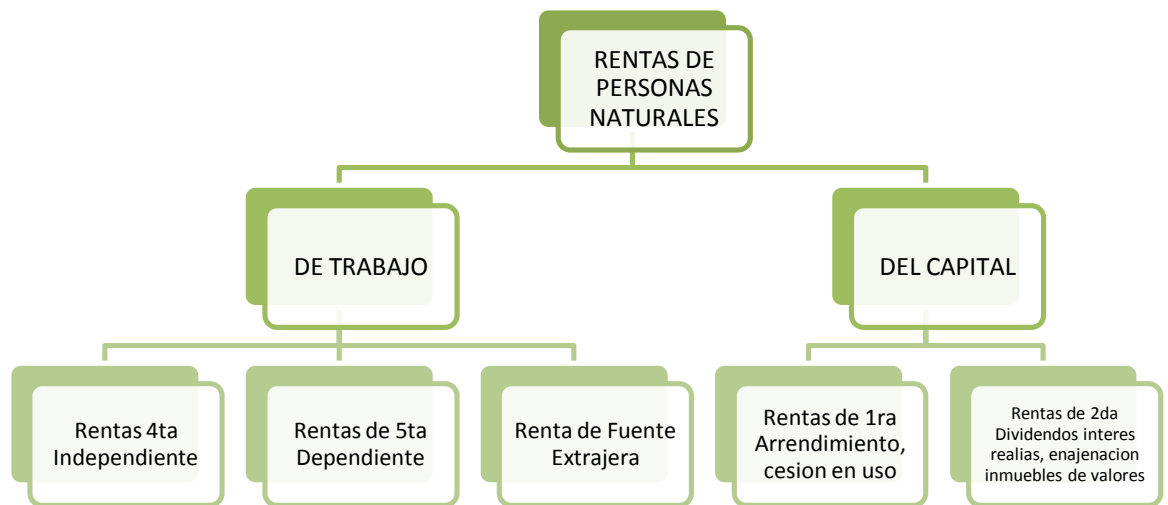 RENTAS DE
PERSONAS
NATURALES
DE TRABAJO
DEL CAPITAL
Rentas 4ta
Independiente
Rentas de 5ta
Dependiente
Renta de Fuente
Extrajera
Rentas de 1ra
Arrendimiento,
cesion en uso
Rentas de 2da
Dividendos interes
realias, enajenacion
inmuebles de valores